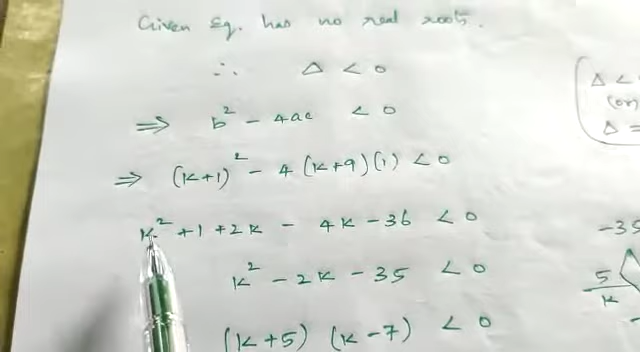 Given Eq. has no real roots.
∴ Δ < 0
⇒ b² - 4ac < 0
⇒ (k+1)² - 4(k+9)(1) < 0
k² + 1 + 2k - 4k - 36 < 0
k² - 2k - 35 < 0
(k+5) (k-7) < 0
Δ <
(or)
Δ =
-35
5
k